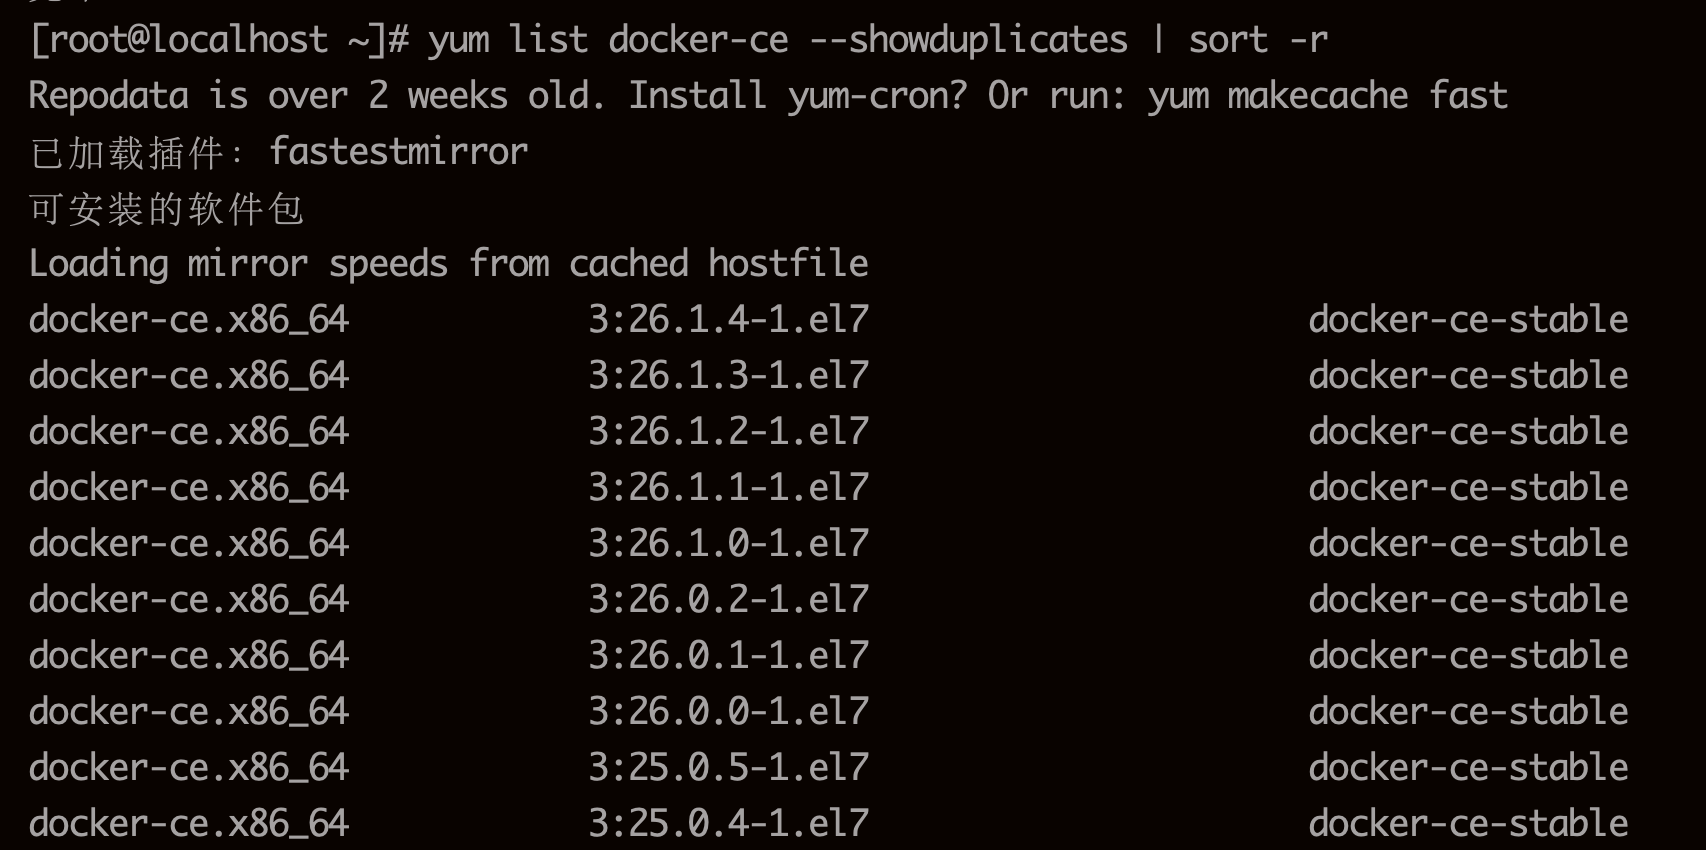 [root@localhost ~]# yum list docker-ce --showduplicates | sort -r
Repodata is over 2 weeks old. Install yum-cron? Or run: yum makecache fast
已加载插件：fastestmirror
可安装的软件包
Loading mirror speeds from cached hostfile
docker-ce.x86_64 3:26.1.4-1.el7 docker-ce-stable
docker-ce.x86_64 3:26.1.3-1.el7 docker-ce-stable
docker-ce.x86_64 3:26.1.2-1.el7 docker-ce-stable
docker-ce.x86_64 3:26.1.1-1.el7 docker-ce-stable
docker-ce.x86_64 3:26.1.0-1.el7 docker-ce-stable
docker-ce.x86_64 3:26.0.2-1.el7 docker-ce-stable
docker-ce.x86_64 3:26.0.1-1.el7 docker-ce-stable
docker-ce.x86_64 3:26.0.0-1.el7 docker-ce-stable
docker-ce.x86_64 3:25.0.5-1.el7 docker-ce-stable
docker-ce.x86_64 3:25.0.4-1.el7 docker-ce-stable